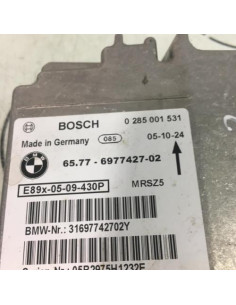 BOSCH 0 285 001 531
Made in Germany 085 05-10-24
65.77 - 6977427-02
E89x-05-09-430P MRSZ5
BMW-Nr.: 31697742702Y